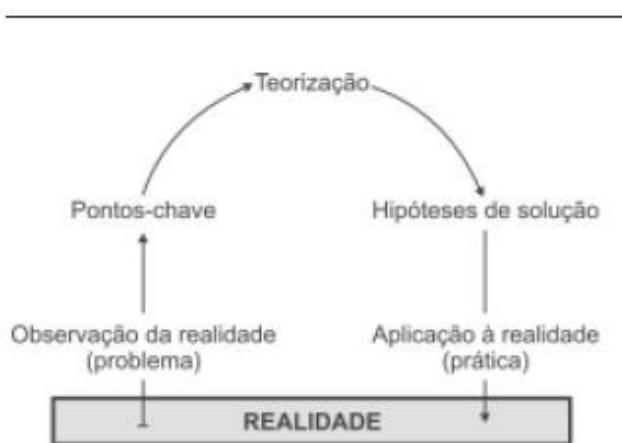 Teorização
Pontos-chave
Hipóteses de solução
Observação da realidade
(problema)
Aplicação à realidade
(prática)
REALIDADE